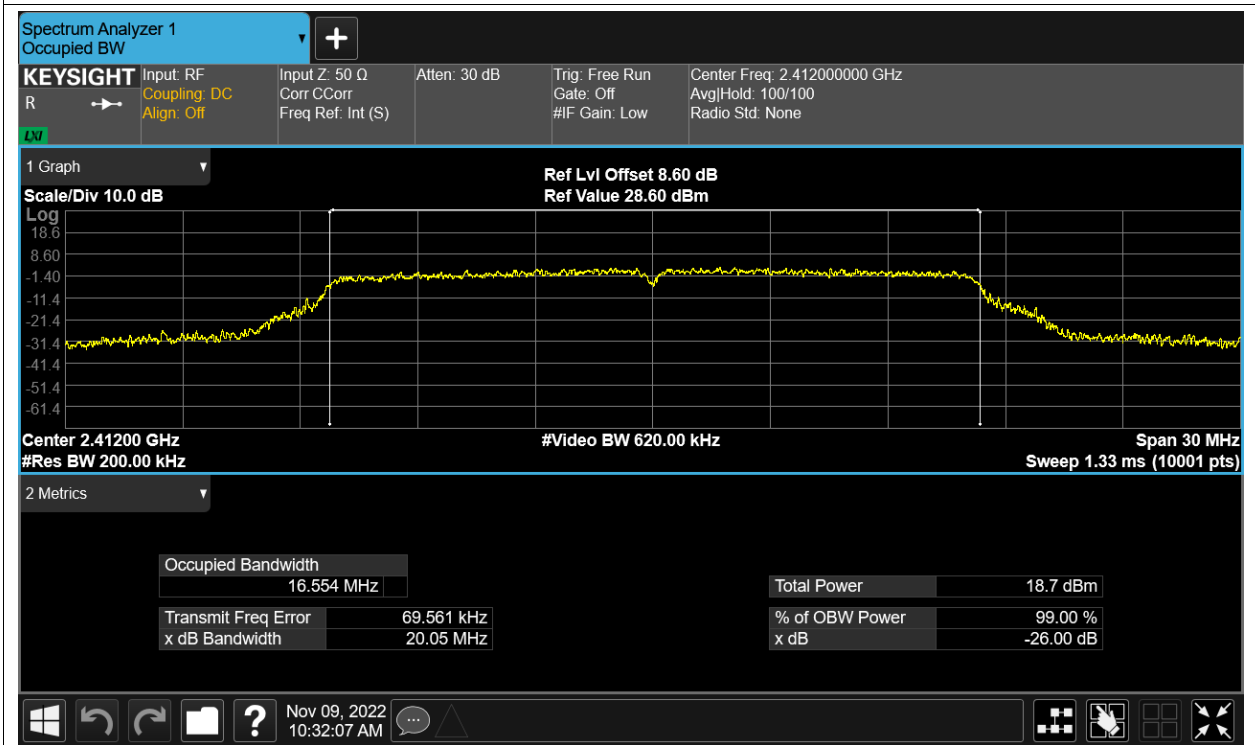 Spectrum Analyzer 1
Occupied BW
KEYSIGHT
R
LXI
Input: RF
Coupling: DC
Align: Off
Input Z: 50 Ω
Corr CCorr
Freq Ref: Int (S)
Atten: 30 dB
Trig: Free Run
Gate: Off
#IF Gain: Low
Center Freq: 2.412000000 GHz
Avg|Hold: 100/100
Radio Std: None
1 Graph
Scale/Div 10.0 dB
Ref Lvl Offset 8.60 dB
Ref Value 28.60 dBm
Log
18.6
8.60
-1.40
-11.4
-21.4
-31.4
-41.4
-51.4
-61.4
Center 2.41200 GHz
#Res BW 200.00 kHz
#Video BW 620.00 kHz
Span 30 MHz
Sweep 1.33 ms (10001 pts)
2 Metrics
Occupied Bandwidth
16.554 MHz
Transmit Freq Error 69.561 kHz
x dB Bandwidth 20.05 MHz
Total Power 18.7 dBm
% of OBW Power 99.00 %
x dB -26.00 dB
?
Nov 09, 2022
10:32:07 AM